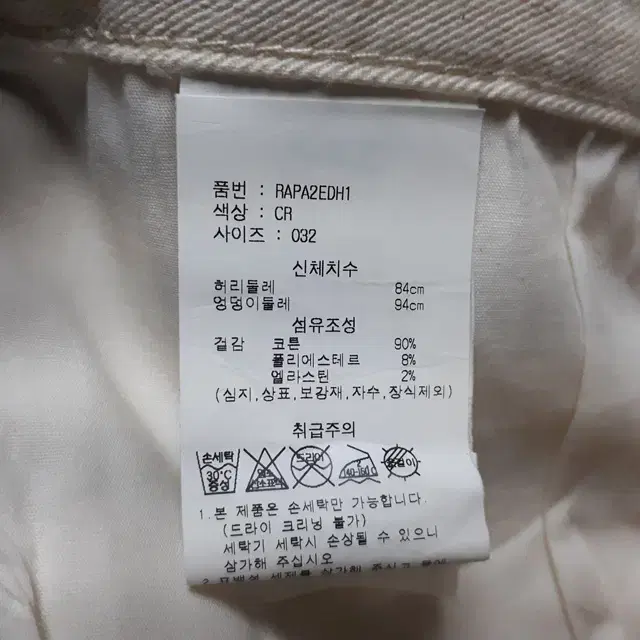 품번 : RAPA2EDH1
색상 : CR
사이즈 : 032
신체치수
허리둘레 84cm
엉덩이둘레 94cm
섬유조성
겉감 코튼 90%
폴리에스테르 8%
엘라스틴 2%
(심지,상표,보강재,자수,장식제외)
취급주의
손세탁 드라이
30℃ 140-160℃ 옷걸이
중성
1.본 제품은 손세탁만 가능합니다.
(드라이 크리닝 불가)
세탁기 세탁시 손상될 수 있으니
삼가해 주십시오